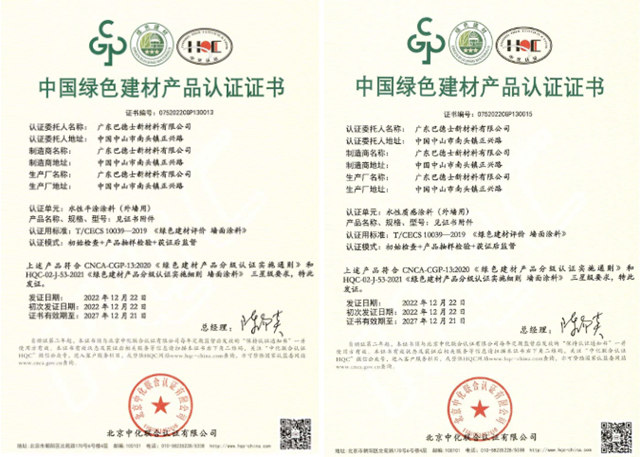 CGP
HQC
中国绿色建材产品认证证书
证书编号：0752022CGP130013
认证委托人名称：广东巴德士新材料有限公司
认证委托人地址：中国中山市南头镇正兴路
制造商名称：广东巴德士新材料有限公司
制造商地址：中国中山市南头镇正兴路
生产厂名称：广东巴德士新材料有限公司
生产厂地址：中国中山市南头镇正兴路
认证单元：水性平涂涂料（外墙用）
产品名称、规格、型号：见证书附件
认证用标准：T/CECS 10039—2019 《绿色建材评价 墙面涂料》
认证模式：初始检查+产品抽样检验+获证后监督
上述产品符合 CNCA-CGP-13:2020 《绿色建材产品分级认证实施通则》 和
HQC-02-J-53-2021《绿色建材产品分级认证实施细则 墙面涂料》 三星级要求，特此
发证。
发证日期： 2022 年 12 月 22 日
初次发证日期： 2022 年 12 月 22 日
证书有效期至： 2027 年 12 月 21 日
总经理：
北京中化联合认证有限公司
CGP
HQC
中国绿色建材产品认证证书
证书编号：0752022CGP130015
认证委托人名称：广东巴德士新材料有限公司
认证委托人地址：中国中山市南头镇正兴路
制造商名称：广东巴德士新材料有限公司
制造商地址：中国中山市南头镇正兴路
生产厂名称：广东巴德士新材料有限公司
生产厂地址：中国中山市南头镇正兴路
认证单元：水性质感涂料（外墙用）
产品名称、规格、型号：见证书附件
认证用标准：T/CECS 10039—2019 《绿色建材评价 墙面涂料》
认证模式：初始检查+产品抽样检验+获证后监督
上述产品符合 CNCA-CGP-13:2020 《绿色建材产品分级认证实施通则》 和
HQC-02-J-53-2021《绿色建材产品分级认证实施细则 墙面涂料》 三星级要求，特此
发证。
发证日期： 2022 年 12 月 22 日
初次发证日期： 2022 年 12 月 22 日
证书有效期至： 2027 年 12 月 21 日
总经理：
北京中化联合认证有限公司